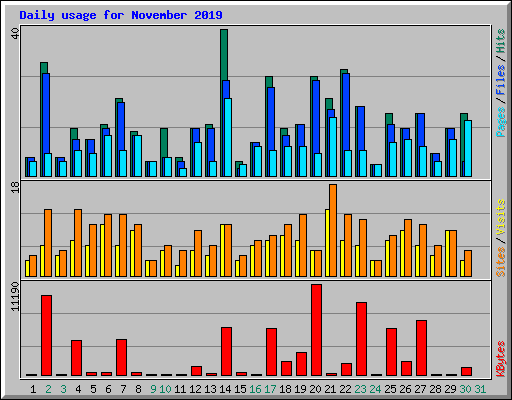 Daily usage for November 2019
40
Pages / Files / Hits
18
Sites / Visits
11190
KBytes
1 2 3 4 5 6 7 8 9 10 11 12 13 14 15 16 17 18 19 20 21 22 23 24 25 26 27 28 29 30 31